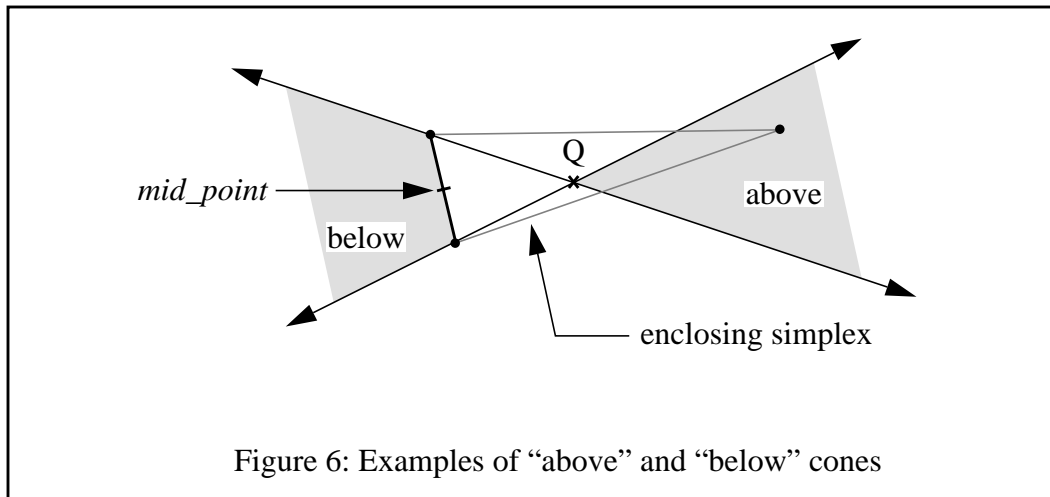 Q
mid_point
above
below
enclosing simplex
Figure 6: Examples of “above” and “below” cones